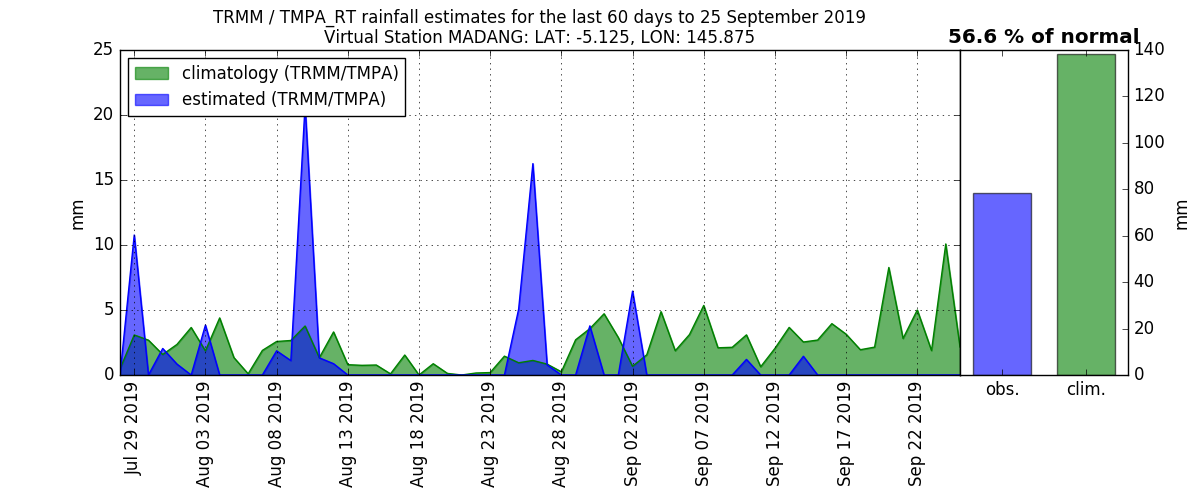 TRMM / TMPA_RT rainfall estimates for the last 60 days to 25 September 2019
Virtual Station MADANG: LAT: -5.125, LON: 145.875
56.6 % of normal
climatology (TRMM/TMPA)
estimated (TRMM/TMPA)
25
20
15
10
5
0
mm
Jul 29 2019
Aug 03 2019
Aug 08 2019
Aug 13 2019
Aug 18 2019
Aug 23 2019
Aug 28 2019
Sep 02 2019
Sep 07 2019
Sep 12 2019
Sep 17 2019
Sep 22 2019
140
120
100
80
60
40
20
0
mm
obs.
clim.